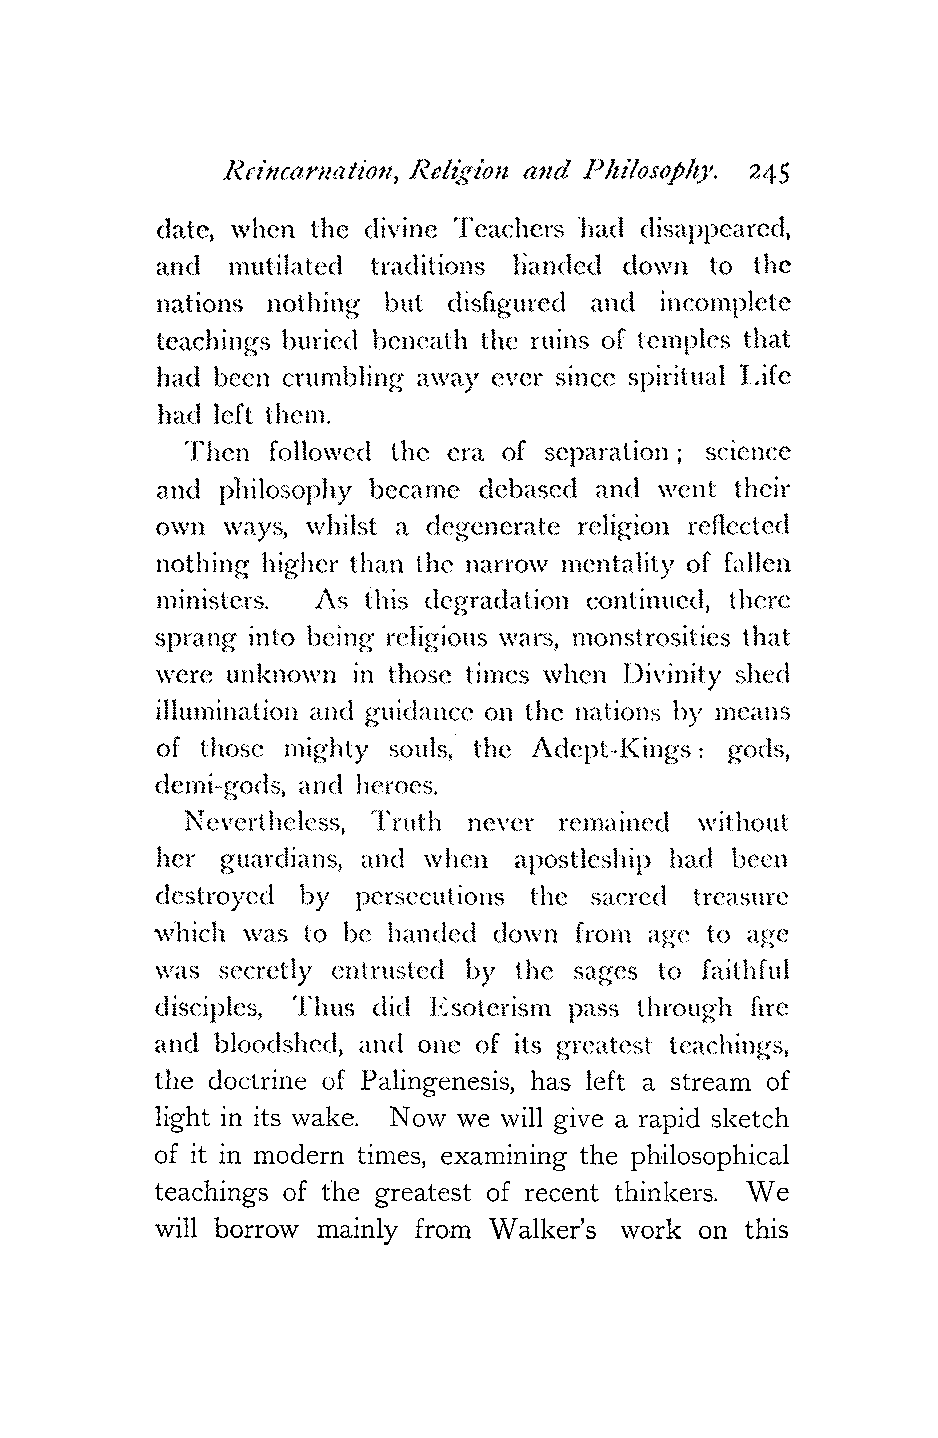 Reincarnation, Religion and Philosophy. 245
date, when the divine Teachers had disappeared,
and mutilated traditions handed down to the
nations nothing but disfigured and incomplete
teachings buried beneath the ruins of temples that
had been crumbling away ever since spiritual Life
had left them.
Then followed the era of separation ; science
and philosophy became debased and went their
own ways, whilst a degenerate religion reflected
nothing higher than the narrow mentality of fallen
ministers. As this degradation continued, there
sprang into being religious wars, monstrosities that
were unknown in those times when Divinity shed
illumination and guidance on the nations by means
of those mighty souls, the Adept-Kings : gods,
demi-gods, and heroes.
Nevertheless, Truth never remained without
her guardians, and when apostleship had been
destroyed by persecutions the sacred treasure
which was to be handed down from age to age
was secretly entrusted by the sages to faithful
disciples, Thus did Esoterism pass through fire
and bloodshed, and one of its greatest teachings,
the doctrine of Palingenesis, has left a stream of
light in its wake. Now we will give a rapid sketch
of it in modern times, examining the philosophical
teachings of the greatest of recent thinkers. We
will borrow mainly from Walker's work on this